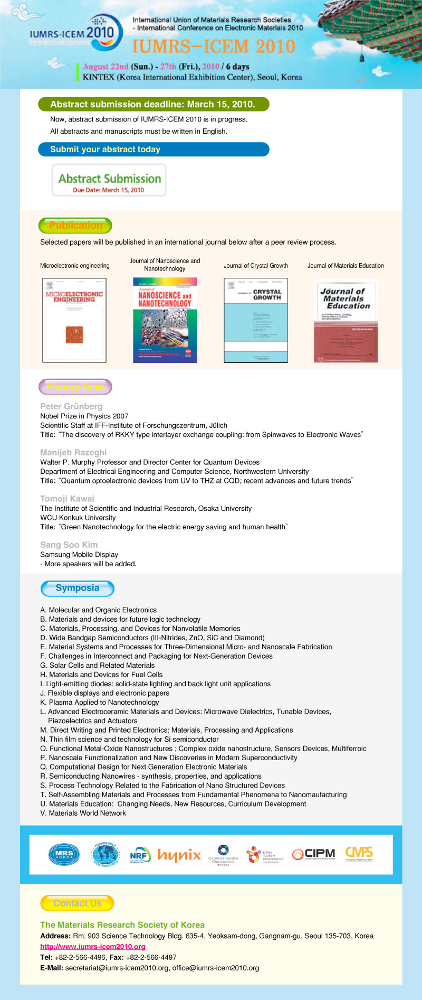 IUMRS-ICEM 2010
International Union of Materials Research Societies
- International Conference on Electronic Materials 2010
IUMRS-ICEM 2010
August 22nd (Sun.) - 27th (Fri.), 2010 / 6 days
KINTEX (Korea International Exhibition Center), Seoul, Korea
Abstract submission deadline: March 15, 2010.
Now, abstract submission of IUMRS-ICEM 2010 is in progress.
All abstracts and manuscripts must be written in English.
Submit your abstract today
Abstract Submission
Due Date: March 15, 2010
Publication
Selected papers will be published in an international journal below after a peer review process.
Microelectronic engineering
Journal of Nanoscience and
Nanotechnology
Journal of Crystal Growth
Journal of Materials Education
MICROELECTRONIC
ENGINEERING
Journal of
NANOSCIENCE and
NANOTECHNOLOGY
JOURNAL OF CRYSTAL
GROWTH
Journal of
Materials
Education
Plenary Talks
Peter Grünberg
Nobel Prize in Physics 2007
Scientific Staff at IFF-Institute of Forschungszentrum, Jülich
Title: “The discovery of RKKY type interlayer exchange coupling: from Spinwaves to Electronic Waves”
Manijeh Razeghi
Walter P. Murphy Professor and Director Center for Quantum Devices
Department of Electrical Engineering and Computer Science, Northwestern University
Title: “Quantum optoelectronic devices from UV to THZ at CQD; recent advances and future trends”
Tomoji Kawai
The Institute of Scientific and Industrial Research, Osaka University
WCU Konkuk University
Title: “Green Nanotechnology for the electric energy saving and human health”
Sang Soo Kim
Samsung Mobile Display
- More speakers will be added.
Symposia
A. Molecular and Organic Electronics
B. Materials and devices for future logic technology
C. Materials, Processing, and Devices for Nonvolatile Memories
D. Wide Bandgap Semiconductors (III-Nitrides, ZnO, SiC and Diamond)
E. Material Systems and Processes for Three-Dimensional Micro- and Nanoscale Fabrication
F. Challenges in Interconnect and Packaging for Next-Generation Devices
G. Solar Cells and Related Materials
H. Materials and Devices for Fuel Cells
I. Light-emitting diodes: solid-state lighting and back light unit applications
J. Flexible displays and electronic papers
K. Plasma Applied to Nanotechnology
L. Advanced Electroceramic Materials and Devices: Microwave Dielectrics, Tunable Devices,
Piezoelectrics and Actuators
M. Direct Writing and Printed Electronics; Materials, Processing and Applications
N. Thin film science and technology for Si semiconductor
O. Functional Metal-Oxide Nanostructures ; Complex oxide nanostructure, Sensors Devices, Multiferroic
P. Nanoscale Functionalization and New Discoveries in Modern Superconductivity
Q. Computational Design for Next Generation Electronic Materials
R. Semiconducting Nanowires - synthesis, properties, and applications
S. Process Technology Related to the Fabrication of Nano Structured Devices
T. Self-Assembling Materials and Processes from Fundamental Phenomena to Nanomaufacturing
U. Materials Education: Changing Needs, New Resources, Curriculum Development
V. Materials World Network
MRS
KOREA
NRF
hynix
GYEONGGI TOURISM
ORGANIZATION
KOREA
TOURISM
ORGANIZATION
CIPM
CMPS
Contact Us
The Materials Research Society of Korea
Address: Rm. 903 Science Technology Bldg. 635-4, Yeoksam-dong, Gangnam-gu, Seoul 135-703, Korea
http://www.iumrs-icem2010.org
Tel: +82-2-566-4496, Fax: +82-2-566-4497
E-Mail: secretariat@iumrs-icem2010.org, office@iumrs-icem2010.org